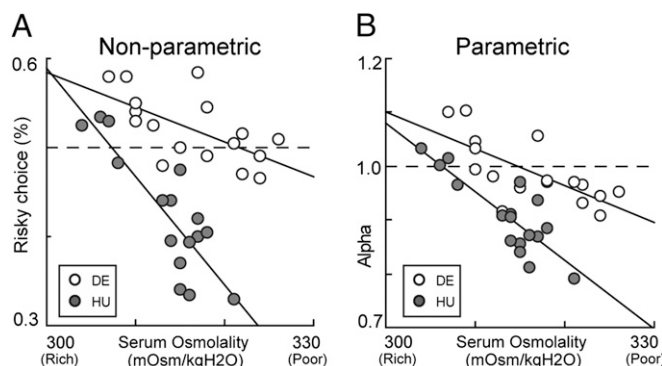 A
Non-parametric
0.6
Risky choice (%)
DE
HU
0.3
300
(Rich)
Serum Osmolality
(mOsm/kgH2O)
330
(Poor)
B
Parametric
1.2
1.0
Alpha
DE
HU
0.7
300
(Rich)
Serum Osmolality
(mOsm/kgH2O)
330
(Poor)